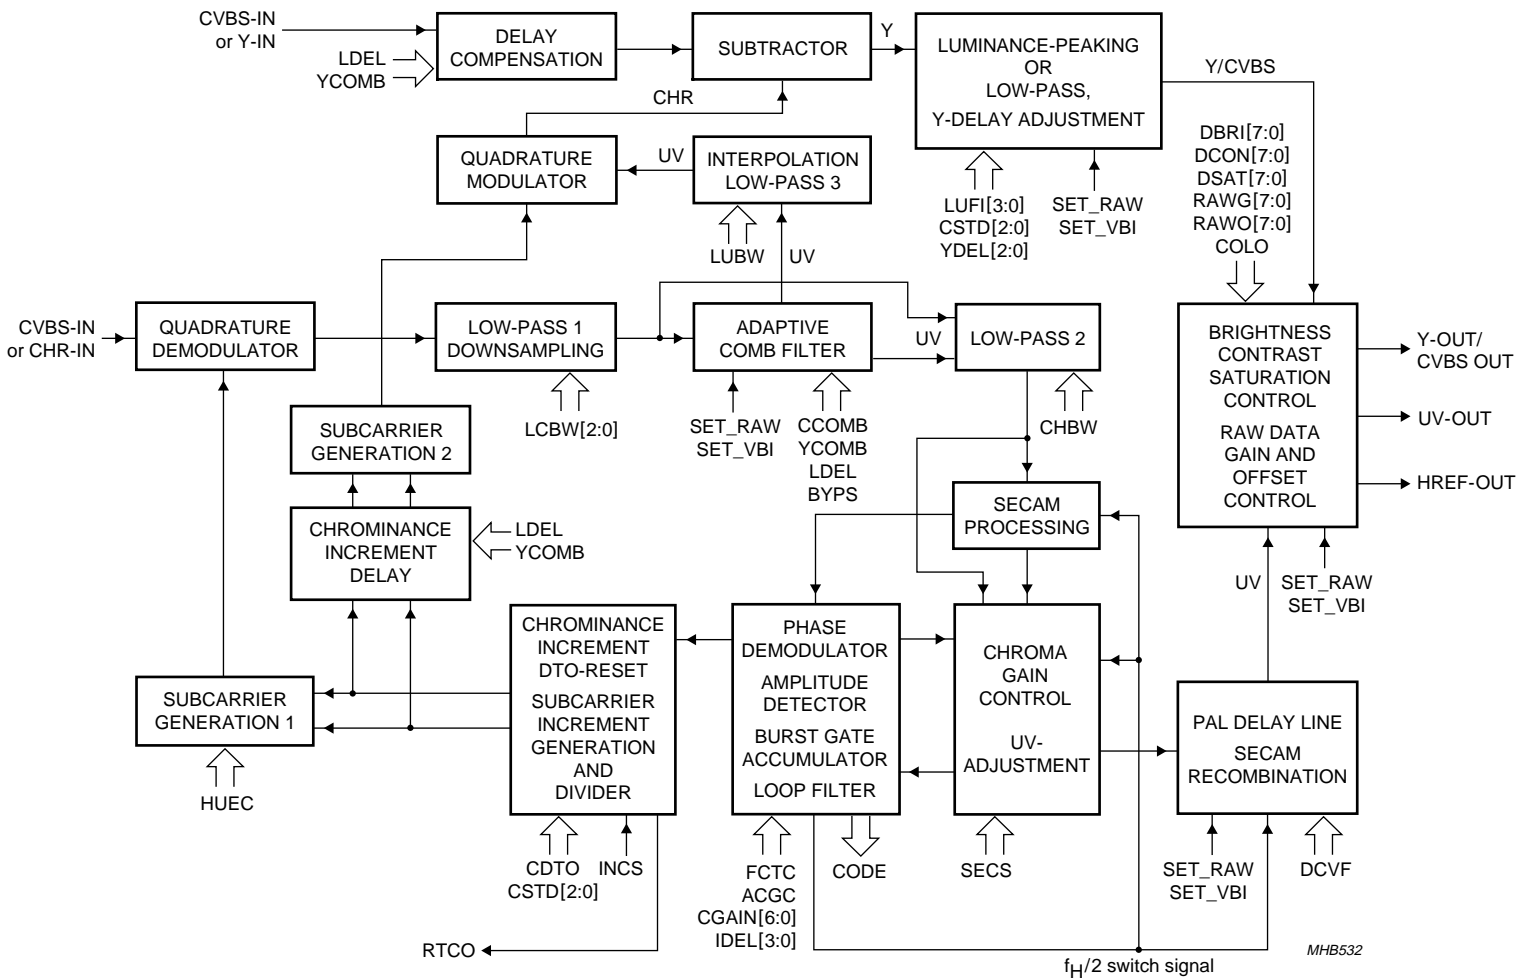 CVBS-IN
or Y-IN
LDEL
YCOMB
DELAY
COMPENSATION
SUBTRACTOR
Y
LUMINANCE-PEAKING
OR
LOW-PASS,
Y-DELAY ADJUSTMENT
Y/CVBS
CHR
QUADRATURE
MODULATOR
UV
INTERPOLATION
LOW-PASS 3
LUBW
UV
LUFI[3:0]
CSTD[2:0]
YDEL[2:0]
SET_RAW
SET_VBI
DBRI[7:0]
DCON[7:0]
DSAT[7:0]
RAWG[7:0]
RAWO[7:0]
COLO
CVBS-IN
or CHR-IN
QUADRATURE
DEMODULATOR
LOW-PASS 1
DOWNSAMPLING
ADAPTIVE
COMB FILTER
UV
LOW-PASS 2
BRIGHTNESS
CONTRAST
SATURATION
CONTROL
RAW DATA
GAIN AND
OFFSET
CONTROL
Y-OUT/
CVBS OUT
UV-OUT
HREF-OUT
LCBW[2:0]
SET_RAW
SET_VBI
CCOMB
YCOMB
LDEL
BYPS
CHBW
SUBCARRIER
GENERATION 2
CHROMINANCE
INCREMENT
DELAY
LDEL
YCOMB
SECAM
PROCESSING
UV
SET_RAW
SET_VBI
SUBCARRIER
GENERATION 1
HUEC
CHROMINANCE
INCREMENT
DTO-RESET
SUBCARRIER
INCREMENT
GENERATION
AND
DIVIDER
PHASE
DEMODULATOR
AMPLITUDE
DETECTOR
BURST GATE
ACCUMULATOR
LOOP FILTER
CHROMA
GAIN
CONTROL
UV-
ADJUSTMENT
PAL DELAY LINE
SECAM
RECOMBINATION
CDTO
CSTD[2:0]
INCS
FCTC
ACGC
CGAIN[6:0]
IDEL[3:0]
CODE
SECS
SET_RAW
SET_VBI
DCVF
RTCO
fH/2 switch signal
MHB532